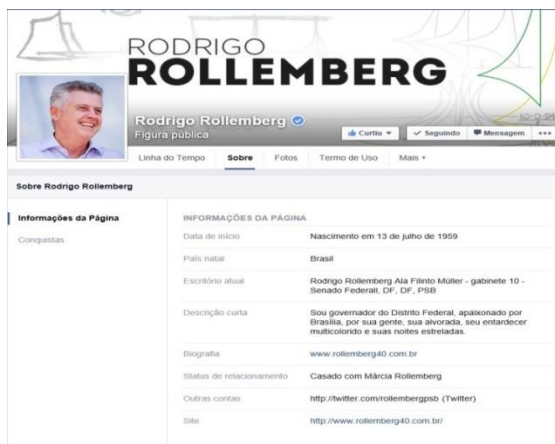 RODRIGO
ROLLEMBERG
Rodrigo Rollemberg
Figura pública
Curtiu
Seguindo
Mensagem
Linha do Tempo
Sobre
Fotos
Termo de Uso
Mais
Sobre Rodrigo Rollemberg
Informações da Página
Conquistas
INFORMAÇÕES DA PÁGINA
Data de início
Nascimento em 13 de julho de 1959
País natal
Brasil
Escritório atual
Rodrigo Rollemberg Ala Filinto Müller - gabinete 10 -
Senado Federall, DF, DF, PSB
Descrição curta
Sou governador do Distrito Federal, apaixonado por
Brasília, por sua gente, sua alvorada, seu entardecer
multicolorido e suas noites estreladas.
Biografia
www.rollemberg40.com.br
Status de relacionamento
Casado com Márcia Rollemberg
Outras contas
http://twitter.com/rollembergpsb (Twitter)
Site
http://www.rollemberg40.com.br/